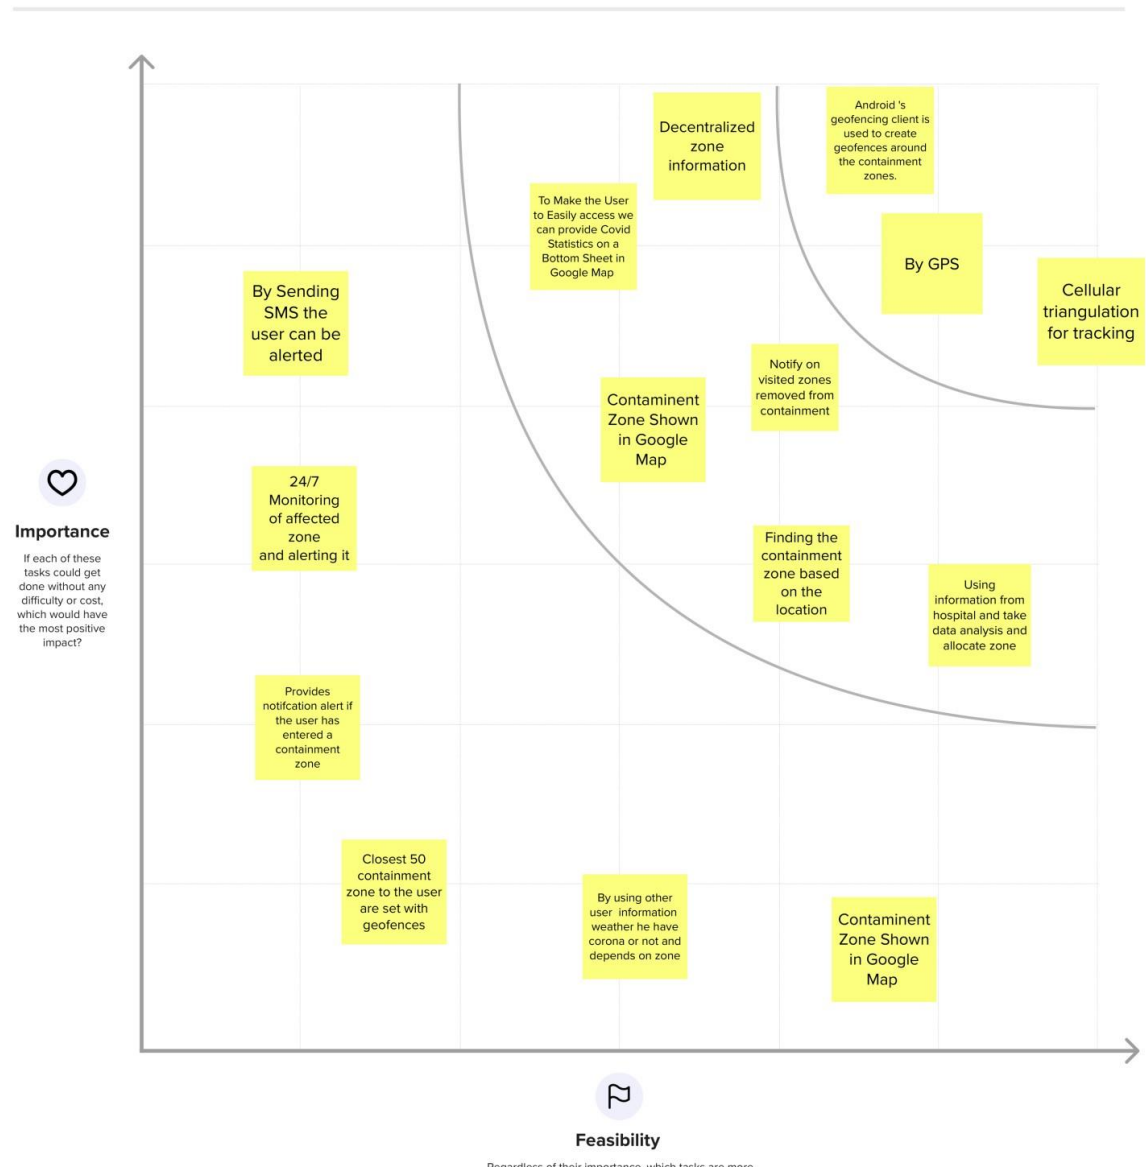 Android 's
geofencing client is
used to create
geofences around
the containment
zones.
Decentralized
zone
information
To Make the User
to Easily access we
can provide Covid
Statistics on a
Bottom Sheet in
Google Map
By GPS
Cellular
triangulation
for tracking
By Sending
SMS the
user can be
alerted
Notify on
visited zones
removed from
containment
Contaminent
Zone Shown
in Google
Map
24/7
Monitoring
of affected
zone
and alerting it
Importance
If each of these
tasks could get
done without any
difficulty or cost,
which would have
the most positive
impact?
Finding the
containment
zone based
on the
location
Using
information from
hospital and take
data analysis and
allocate zone
Provides
notifcation alert if
the user has
entered a
containment
zone
Closest 50
containment
zone to the user
are set with
geofences
By using other
user information
weather he have
corona or not and
depends on zone
Contaminent
Zone Shown
in Google
Map
Feasibility
Regardless of their importance, which tasks are more